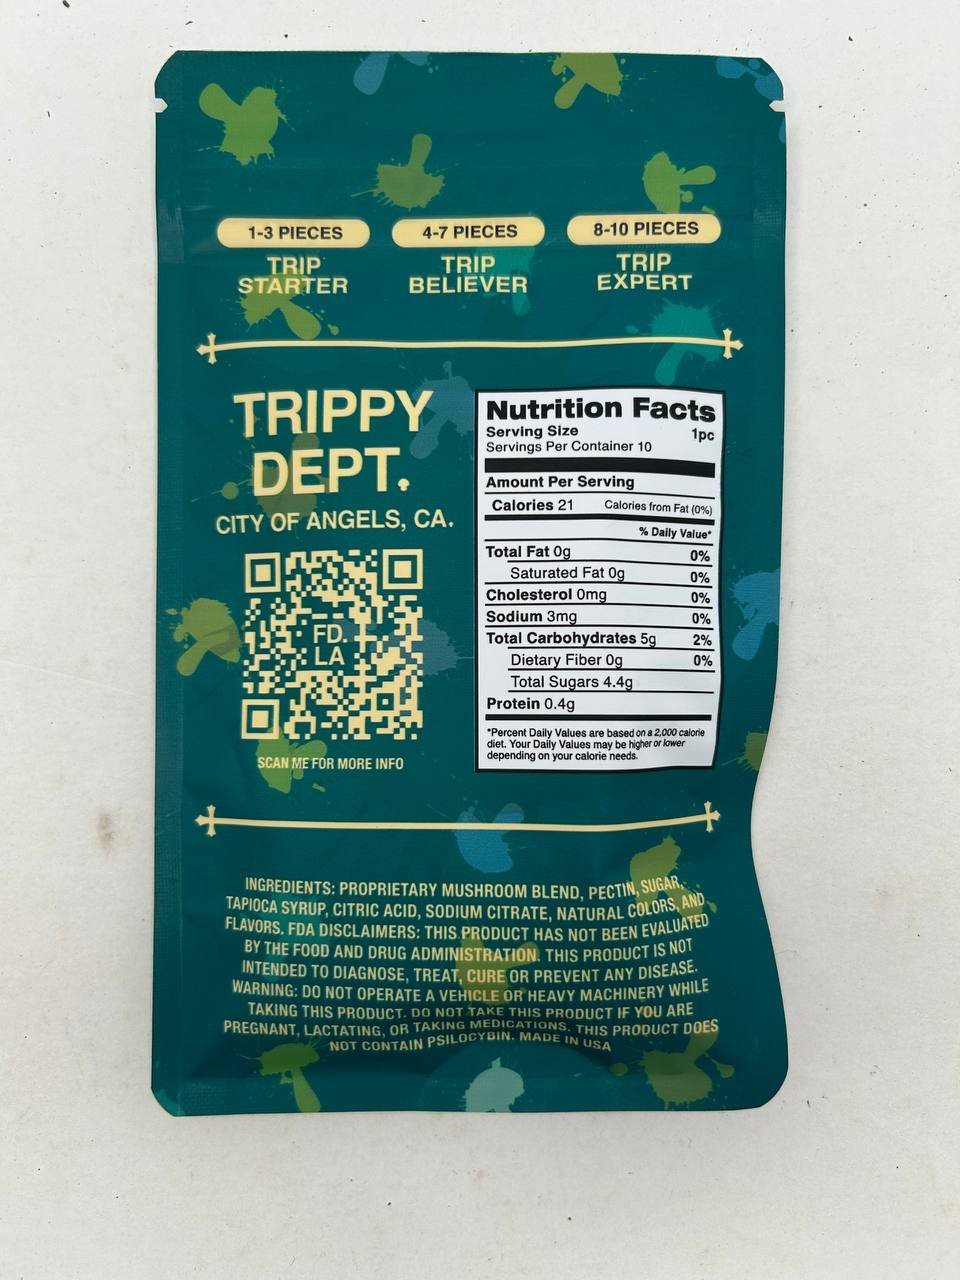 1-3 PIECES
TRIP
STARTER
4-7 PIECES
TRIP
BELIEVER
8-10 PIECES
TRIP
EXPERT
TRIPPY
DEPT.
CITY OF ANGELS, CA.
FD.
LA
SCAN ME FOR MORE INFO
Nutrition Facts
Serving Size 1pc
Servings Per Container 10
Amount Per Serving
Calories 21 Calories from Fat (0%)
% Daily Value*
Total Fat 0g 0%
Saturated Fat 0g 0%
Cholesterol 0mg 0%
Sodium 3mg 0%
Total Carbohydrates 5g 2%
Dietary Fiber 0g 0%
Total Sugars 4.4g
Protein 0.4g
*Percent Daily Values are based on a 2,000 calorie
diet. Your Daily Values may be higher or lower
depending on your calorie needs.
INGREDIENTS: PROPRIETARY MUSHROOM BLEND, PECTIN, SUGAR,
TAPIOCA SYRUP, CITRIC ACID, SODIUM CITRATE, NATURAL COLORS, AND
FLAVORS. FDA DISCLAIMERS: THIS PRODUCT HAS NOT BEEN EVALUATED
BY THE FOOD AND DRUG ADMINISTRATION. THIS PRODUCT IS NOT
INTENDED TO DIAGNOSE, TREAT, CURE OR PREVENT ANY DISEASE.
WARNING: DO NOT OPERATE A VEHICLE OR HEAVY MACHINERY WHILE
TAKING THIS PRODUCT. DO NOT TAKE THIS PRODUCT IF YOU ARE
PREGNANT, LACTATING, OR TAKING MEDICATIONS. THIS PRODUCT DOES
NOT CONTAIN PSILOCYBIN. MADE IN USA